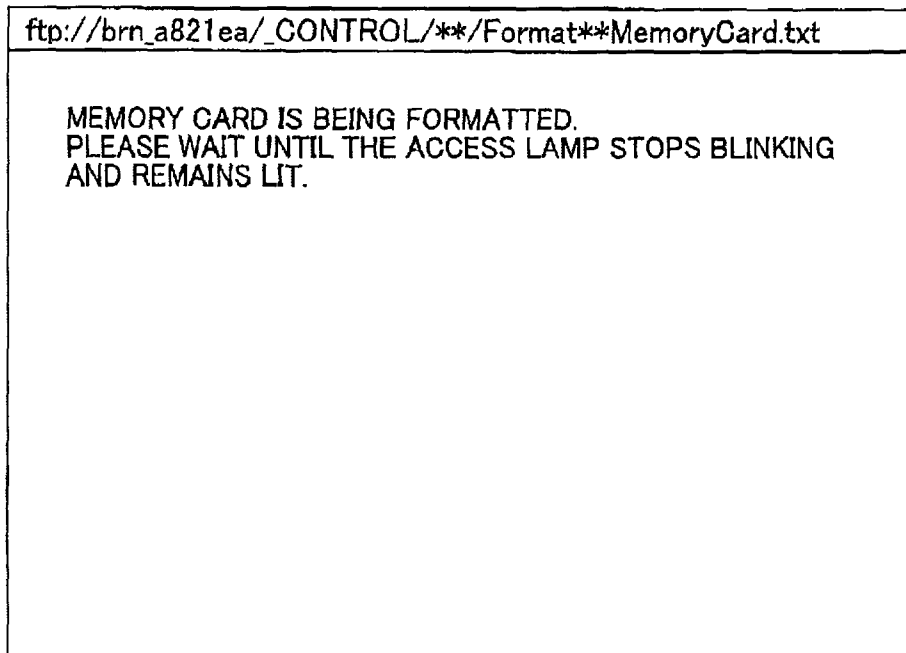 ftp://brn_a821ea/_CONTROL/**/Format**MemoryCard.txt
MEMORY CARD IS BEING FORMATTED.
PLEASE WAIT UNTIL THE ACCESS LAMP STOPS BLINKING
AND REMAINS LIT.